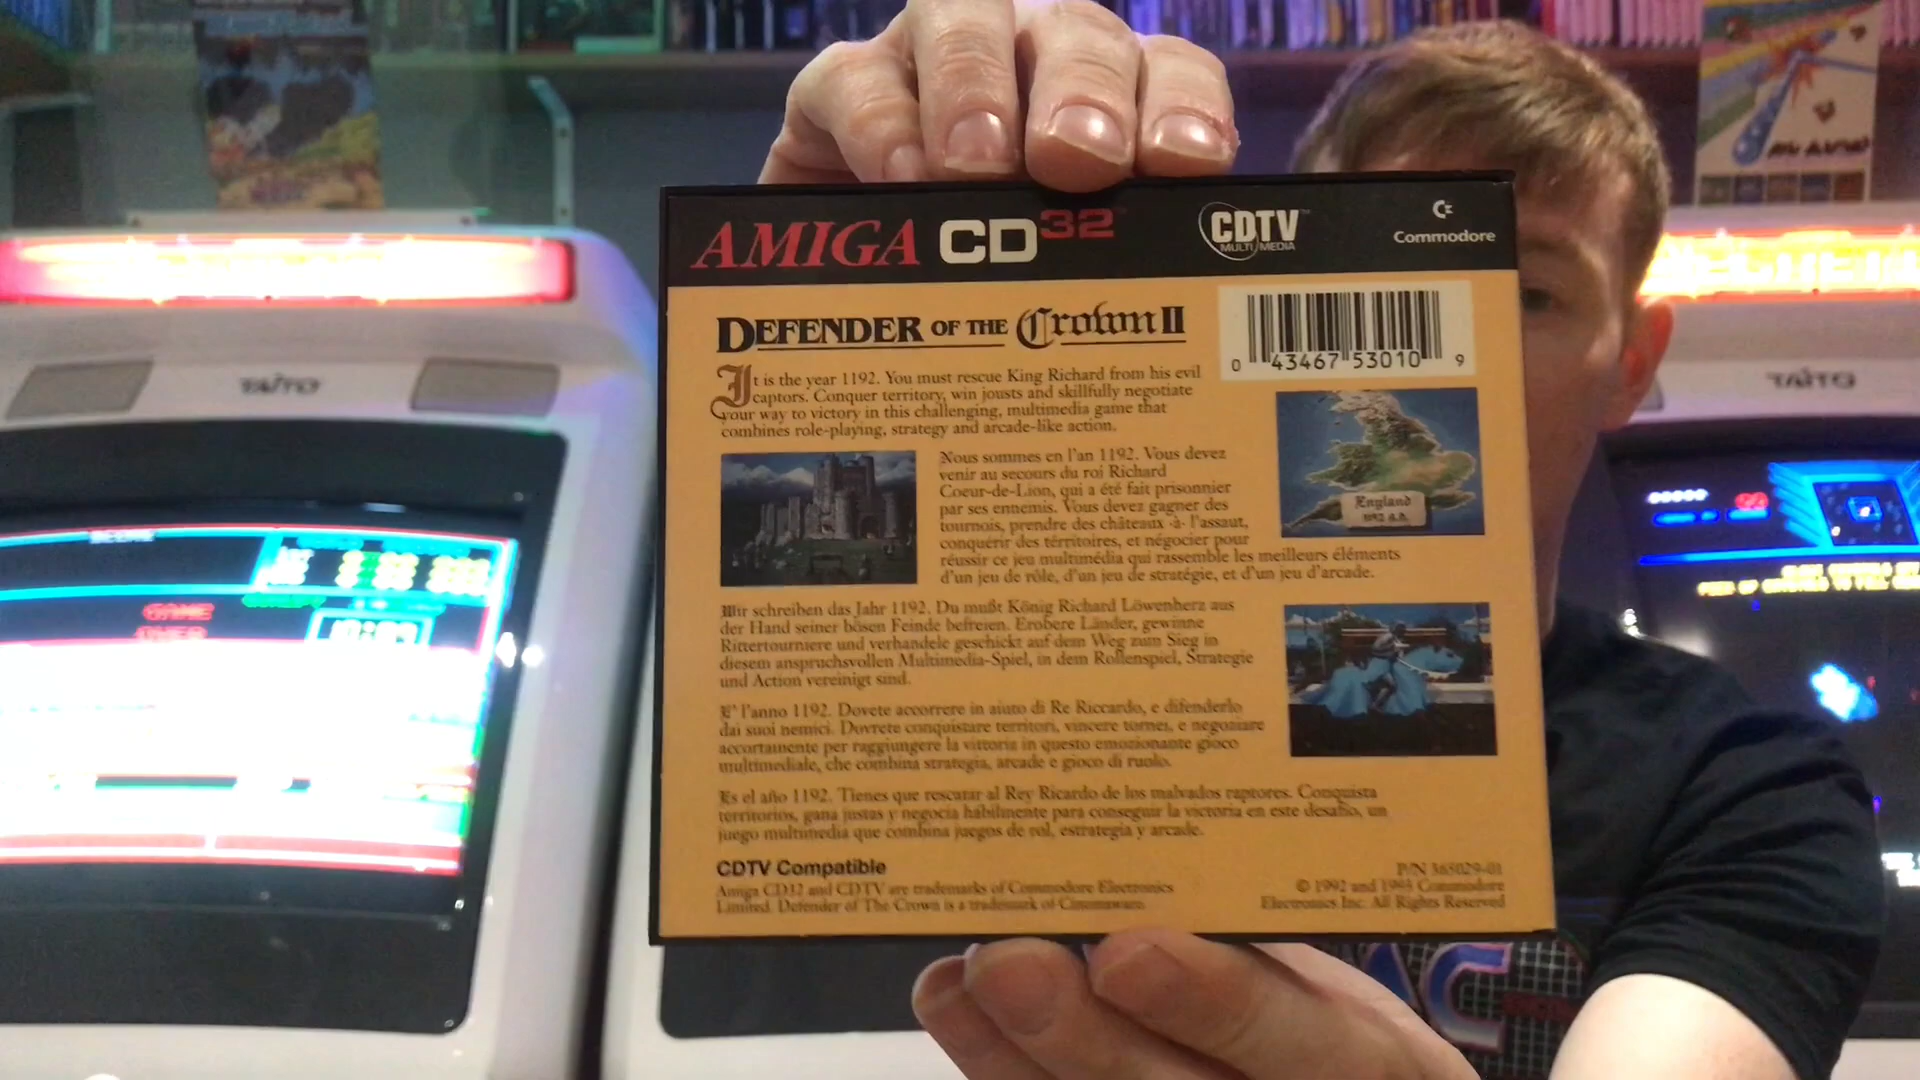 AMIGA CD32™
CDTV™
MULTI MEDIA
Commodore
DEFENDER OF THE Crown II
0 43467 53010 9
It is the year 1192. You must rescue King Richard from his evil
captors. Conquer territory, win jousts and skillfully negotiate
your way to victory in this challenging, multimedia game that
combines role-playing, strategy and arcade-like action.
England
1192 A.D.
Nous sommes en l'an 1192. Vous devez
venir au secours du roi Richard
Coeur-de-Lion, qui a été fait prisonnier
par ses ennemis. Vous devez gagner des
tournois, prendre des châteaux -à- l'assaut,
conquérir des térritoires, et négocier pour
réussir ce jeu multimédia qui rassemble les meilleurs éléments
d'un jeu de rôle, d'un jeu de stratégie, et d'un jeu d'arcade.
Wir schreiben das Jahr 1192. Du mußt König Richard Löwenherz aus
der Hand seiner bösen Feinde befreien. Erobere Länder, gewinne
Rittertourniere und verhandele geschickt auf dem Weg zum Sieg in
diesem anspruchsvollen Multimedia-Spiel, in dem Rollenspiel, Strategie
und Action vereinigt sind.
E' l'anno 1192. Dovete accorrere in aiuto di Re Riccardo, e difenderlo
dai suoi nemici. Dovrete conquistare territori, vincere tornei, e negoziare
accortamente per raggiungere la vittoria in questo emozionante gioco
multimediale, che combina strategia, arcade e gioco di ruolo.
Es el año 1192. Tienes que rescatar al Rey Ricardo de los malvados raptores. Conquista
territorios, gana justas y negocia hábilmente para conseguir la victoria en este desafío, un
juego multimedia que combina juegos de rol, estrategia y arcade.
CDTV Compatible
Amiga CD32 and CDTV are trademarks of Commodore Electronics
Limited. Defender of The Crown is a trademark of Cinemaware.
P/N 365029-01
© 1992 and 1993 Commodore
Electronics Inc. All Rights Reserved
TAITO
GAME
OVER
TAITO